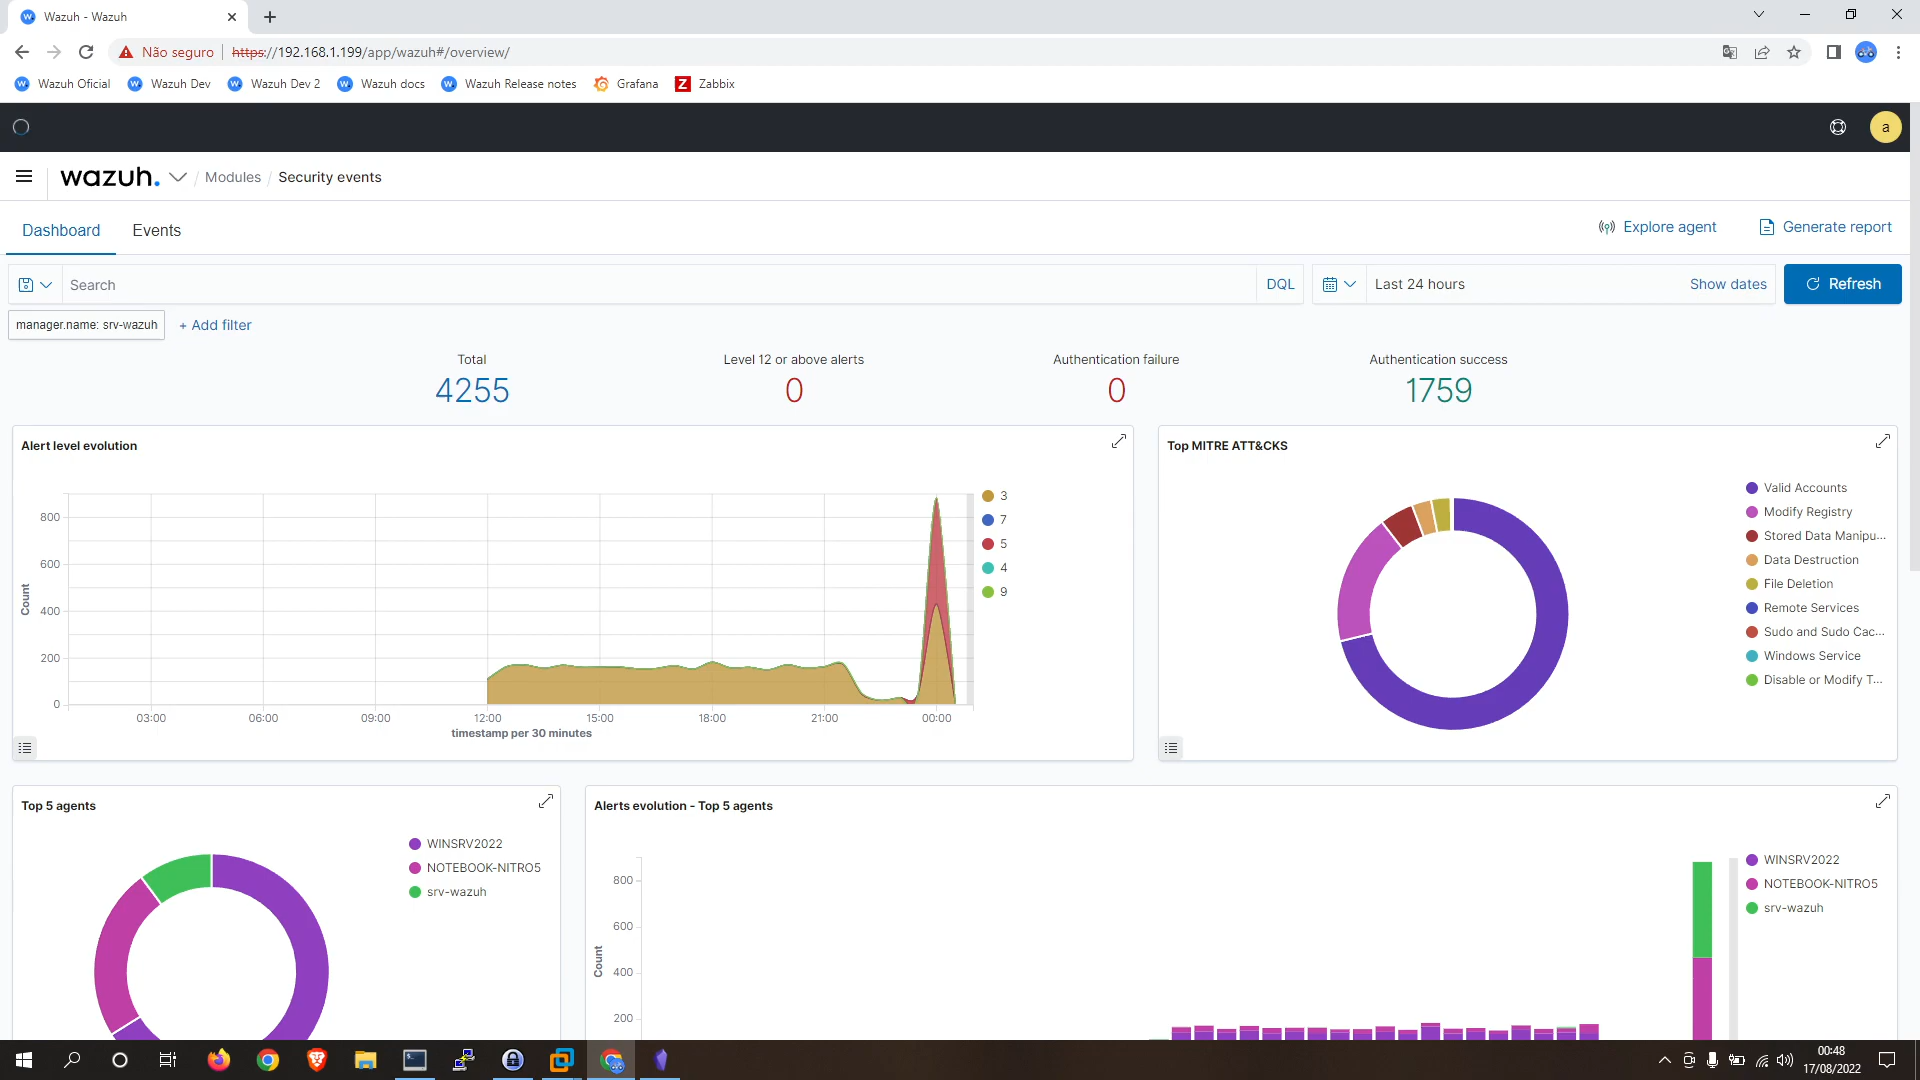 Wazuh - Wazuh
Não seguro
https://192.168.1.199/app/wazuh#/overview/
Wazuh Oficial
Wazuh Dev
Wazuh Dev 2
Wazuh docs
Wazuh Release notes
Grafana
Zabbix
a
wazuh. / Modules / Security events
Dashboard
Events
Explore agent
Generate report
Search
DQL
Last 24 hours
Show dates
Refresh
manager.name: srv-wazuh
+ Add filter
Total
4255
Level 12 or above alerts
0
Authentication failure
0
Authentication success
1759
Alert level evolution
Count
800
600
400
200
0
03:00
06:00
09:00
12:00
15:00
18:00
21:00
00:00
timestamp per 30 minutes
3
7
5
4
9
Top MITRE ATT&CKS
Valid Accounts
Modify Registry
Stored Data Manipu...
Data Destruction
File Deletion
Remote Services
Sudo and Sudo Cac...
Windows Service
Disable or Modify T...
Top 5 agents
WINSRV2022
NOTEBOOK-NITRO5
srv-wazuh
Alerts evolution - Top 5 agents
Count
800
600
400
200
WINSRV2022
NOTEBOOK-NITRO5
srv-wazuh
00:48
17/08/2022